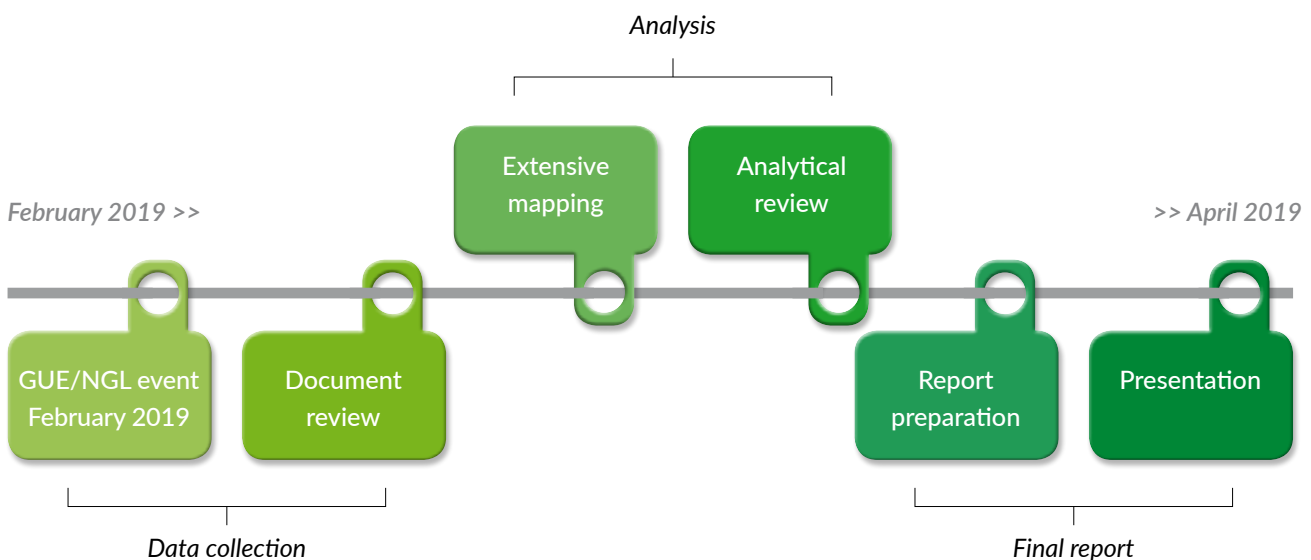 Analysis
Extensive
mapping
Analytical
review
February 2019 >>
>> April 2019
GUE/NGL event
February 2019
Document
review
Report
preparation
Presentation
Data collection
Final report